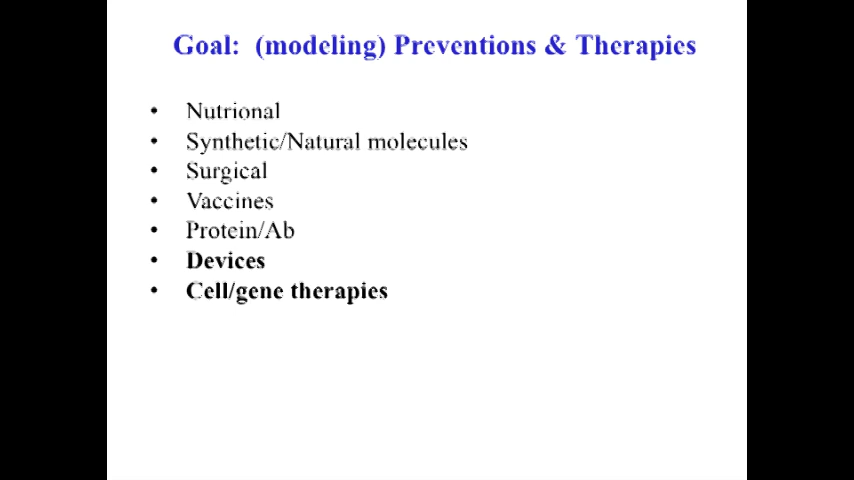 Goal: (modeling) Preventions & Therapies
• Nutrional
• Synthetic/Natural molecules
• Surgical
• Vaccines
• Protein/Ab
• Devices
• Cell/gene therapies